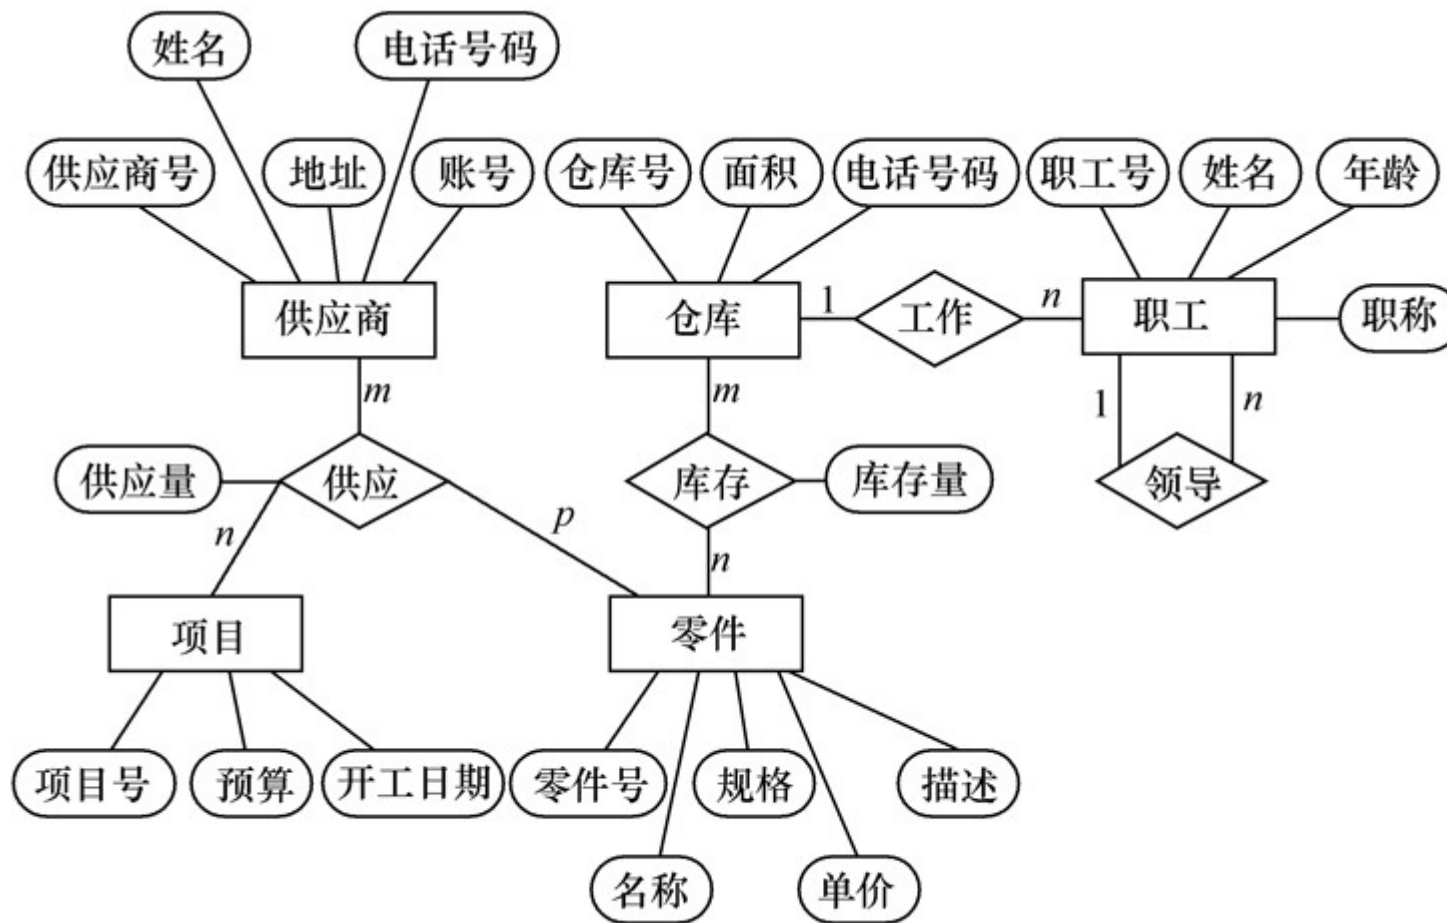 姓名
电话号码
供应商号
地址
账号
仓库号
面积
电话号码
职工号
姓名
年龄
供应商
仓库
1
工作
n
职工
职称
m
m
1
n
供应量
供应
库存
库存量
领导
n
p
n
项目
零件
项目号
预算
开工日期
零件号
规格
描述
名称
单价